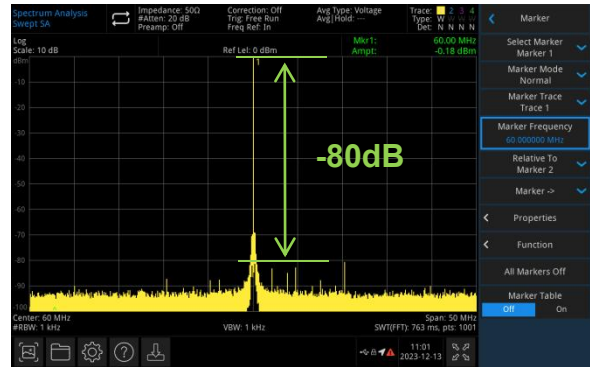 Spectrum Analysis
Swept SA
Impedance: 50Ω
#Atten: 20 dB
Preamp: Off
Correction: Off
Trig: Free Run
Freq Ref: In
Avg Type: Voltage
Avg|Hold: ---
Trace: 1 2 3 4
Type: W W W W
Det: N N N N
Log
Scale: 10 dB
Ref Lel: 0 dBm
Mkr1: 60.00 MHz
Ampt: -0.18 dBm
dBm
1
-10
-20
-30
-40
-50
-60
-70
-80
-90
-100
-80dB
Center: 60 MHz
#RBW: 1 kHz
VBW: 1 kHz
Span: 50 MHz
SWT(FFT): 763 ms, pts: 1001
11:01
2023-12-13
Marker
Select Marker
Marker 1
Marker Mode
Normal
Marker Trace
Trace 1
Marker Frequency
60.000000 MHz
Relative To
Marker 2
Marker ->
Properties
Function
All Markers Off
Marker Table
Off On